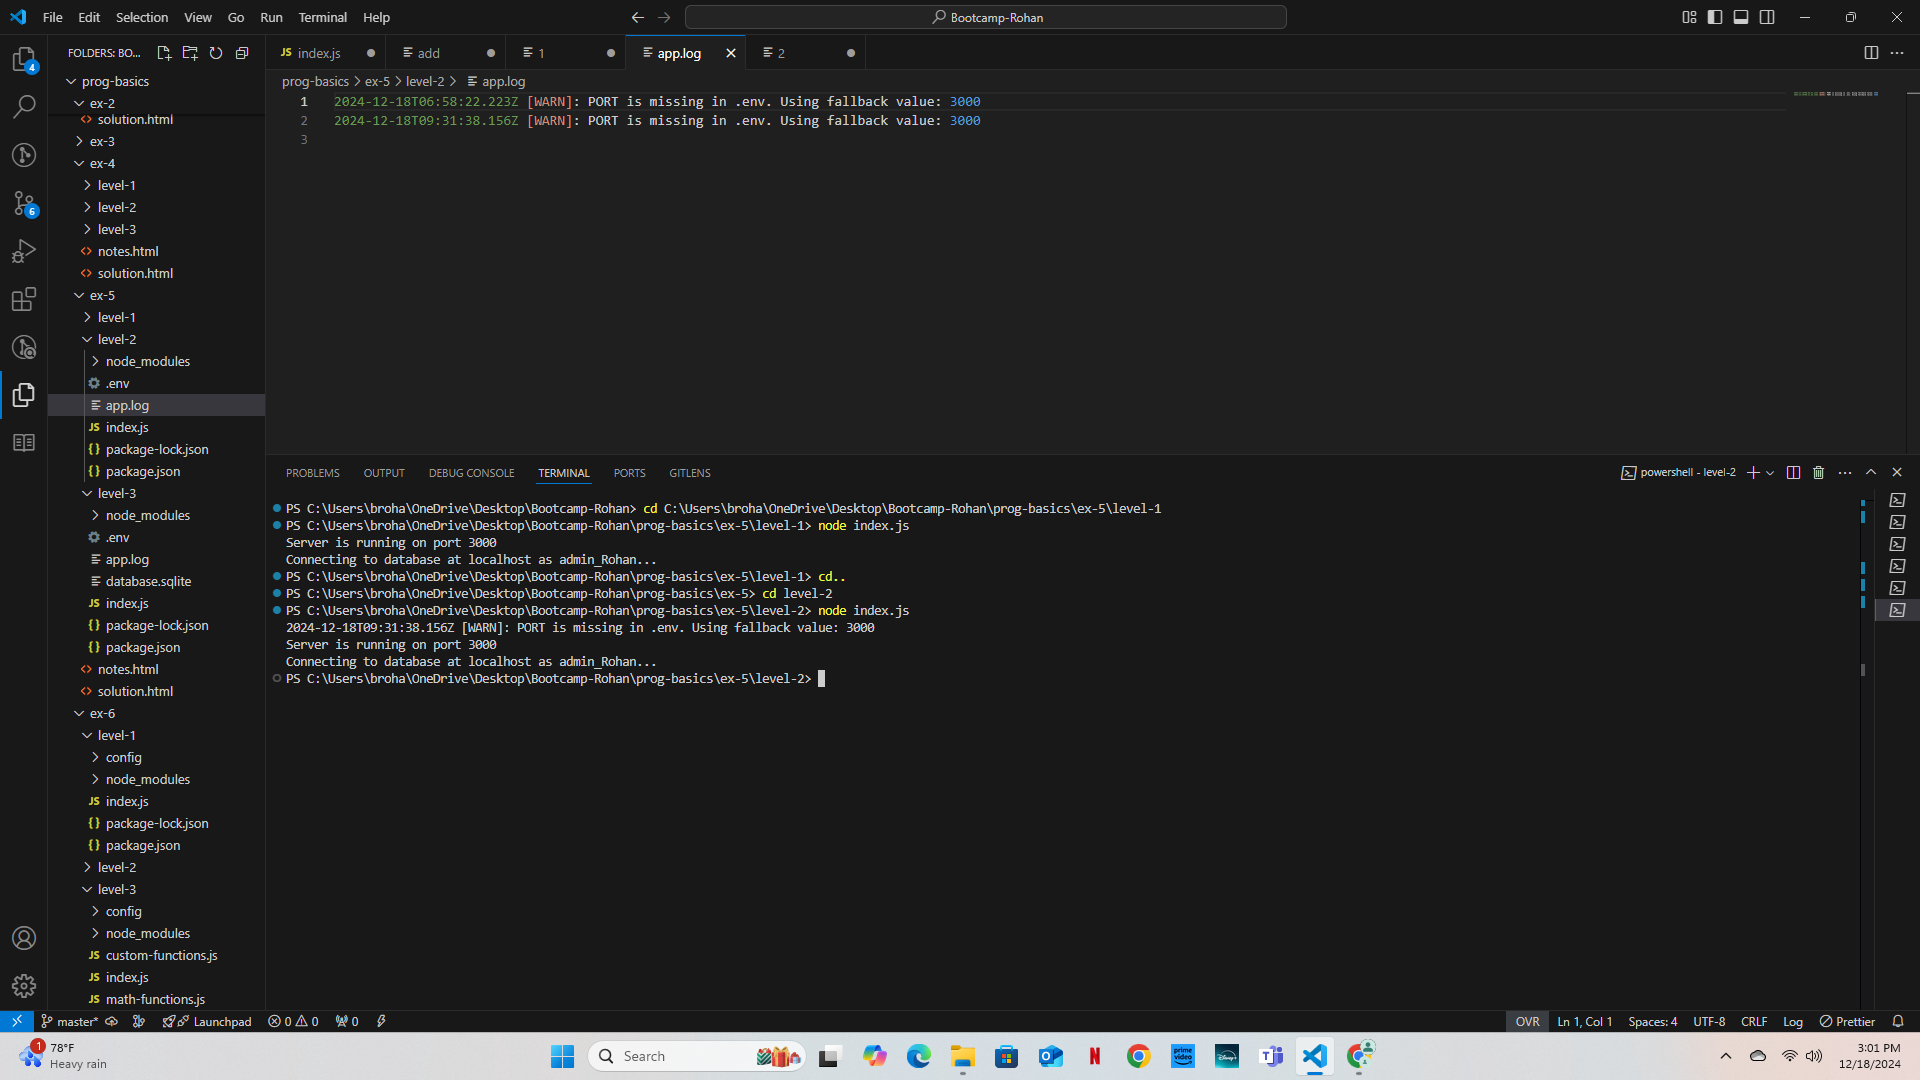 File Edit Selection View Go Run Terminal Help
Bootcamp-Rohan
FOLDERS: BO...
index.js
add
1
app.log
2
prog-basics > ex-5 > level-2 > app.log
1 2024-12-18T06:58:22.223Z [WARN]: PORT is missing in .env. Using fallback value: 3000
2 2024-12-18T09:31:38.156Z [WARN]: PORT is missing in .env. Using fallback value: 3000
3
4
6
prog-basics
ex-2
solution.html
ex-3
ex-4
level-1
level-2
level-3
notes.html
solution.html
ex-5
level-1
level-2
node_modules
.env
app.log
index.js
package-lock.json
package.json
level-3
node_modules
.env
app.log
database.sqlite
index.js
package-lock.json
package.json
notes.html
solution.html
ex-6
level-1
config
node_modules
index.js
package-lock.json
package.json
level-2
level-3
config
node_modules
custom-functions.js
index.js
math-functions.js
PROBLEMS OUTPUT DEBUG CONSOLE TERMINAL PORTS GITLENS
powershell - level-2
PS C:\Users\broha\OneDrive\Desktop\Bootcamp-Rohan> cd C:\Users\broha\OneDrive\Desktop\Bootcamp-Rohan\prog-basics\ex-5\level-1
PS C:\Users\broha\OneDrive\Desktop\Bootcamp-Rohan\prog-basics\ex-5\level-1> node index.js
Server is running on port 3000
Connecting to database at localhost as admin_Rohan...
PS C:\Users\broha\OneDrive\Desktop\Bootcamp-Rohan\prog-basics\ex-5\level-1> cd..
PS C:\Users\broha\OneDrive\Desktop\Bootcamp-Rohan\prog-basics\ex-5> cd level-2
PS C:\Users\broha\OneDrive\Desktop\Bootcamp-Rohan\prog-basics\ex-5\level-2> node index.js
2024-12-18T09:31:38.156Z [WARN]: PORT is missing in .env. Using fallback value: 3000
Server is running on port 3000
Connecting to database at localhost as admin_Rohan...
PS C:\Users\broha\OneDrive\Desktop\Bootcamp-Rohan\prog-basics\ex-5\level-2>
master* Launchpad 0 0 0
OVR Ln 1, Col 1 Spaces: 4 UTF-8 CRLF Log Prettier
1
78°F
Heavy rain
Search
prime video
Disney+
3:01 PM
12/18/2024